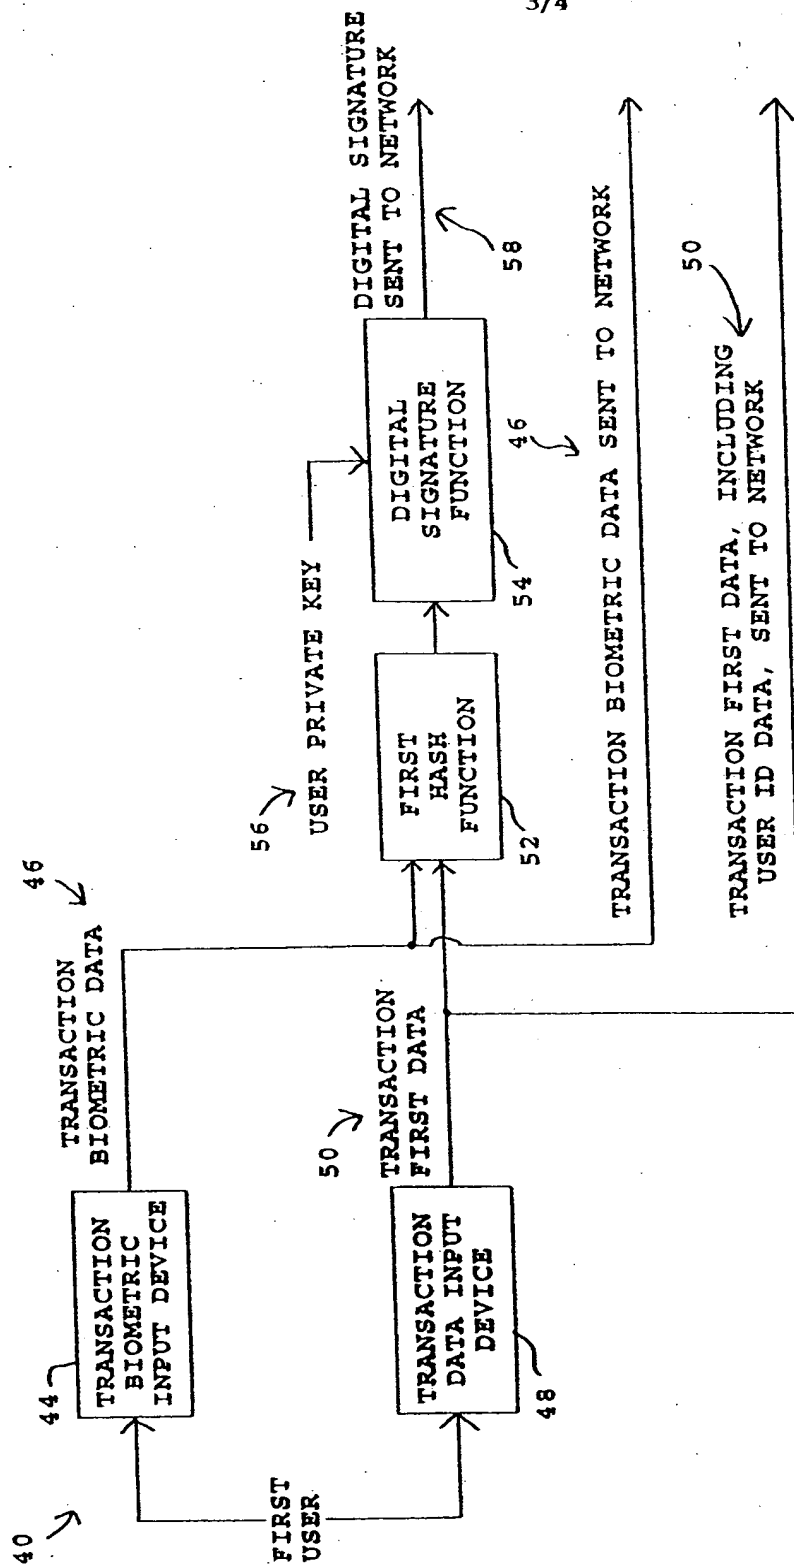 3/4
40
FIRST
USER
44
TRANSACTION
BIOMETRIC
INPUT DEVICE
TRANSACTION
BIOMETRIC DATA
46
TRANSACTION
DATA INPUT
DEVICE
48
50
TRANSACTION
FIRST DATA
56
USER PRIVATE KEY
FIRST
HASH
FUNCTION
52
DIGITAL
SIGNATURE
FUNCTION
54
DIGITAL SIGNATURE
SENT TO NETWORK
58
46
TRANSACTION BIOMETRIC DATA SENT TO NETWORK
50
TRANSACTION FIRST DATA, INCLUDING
USER ID DATA, SENT TO NETWORK